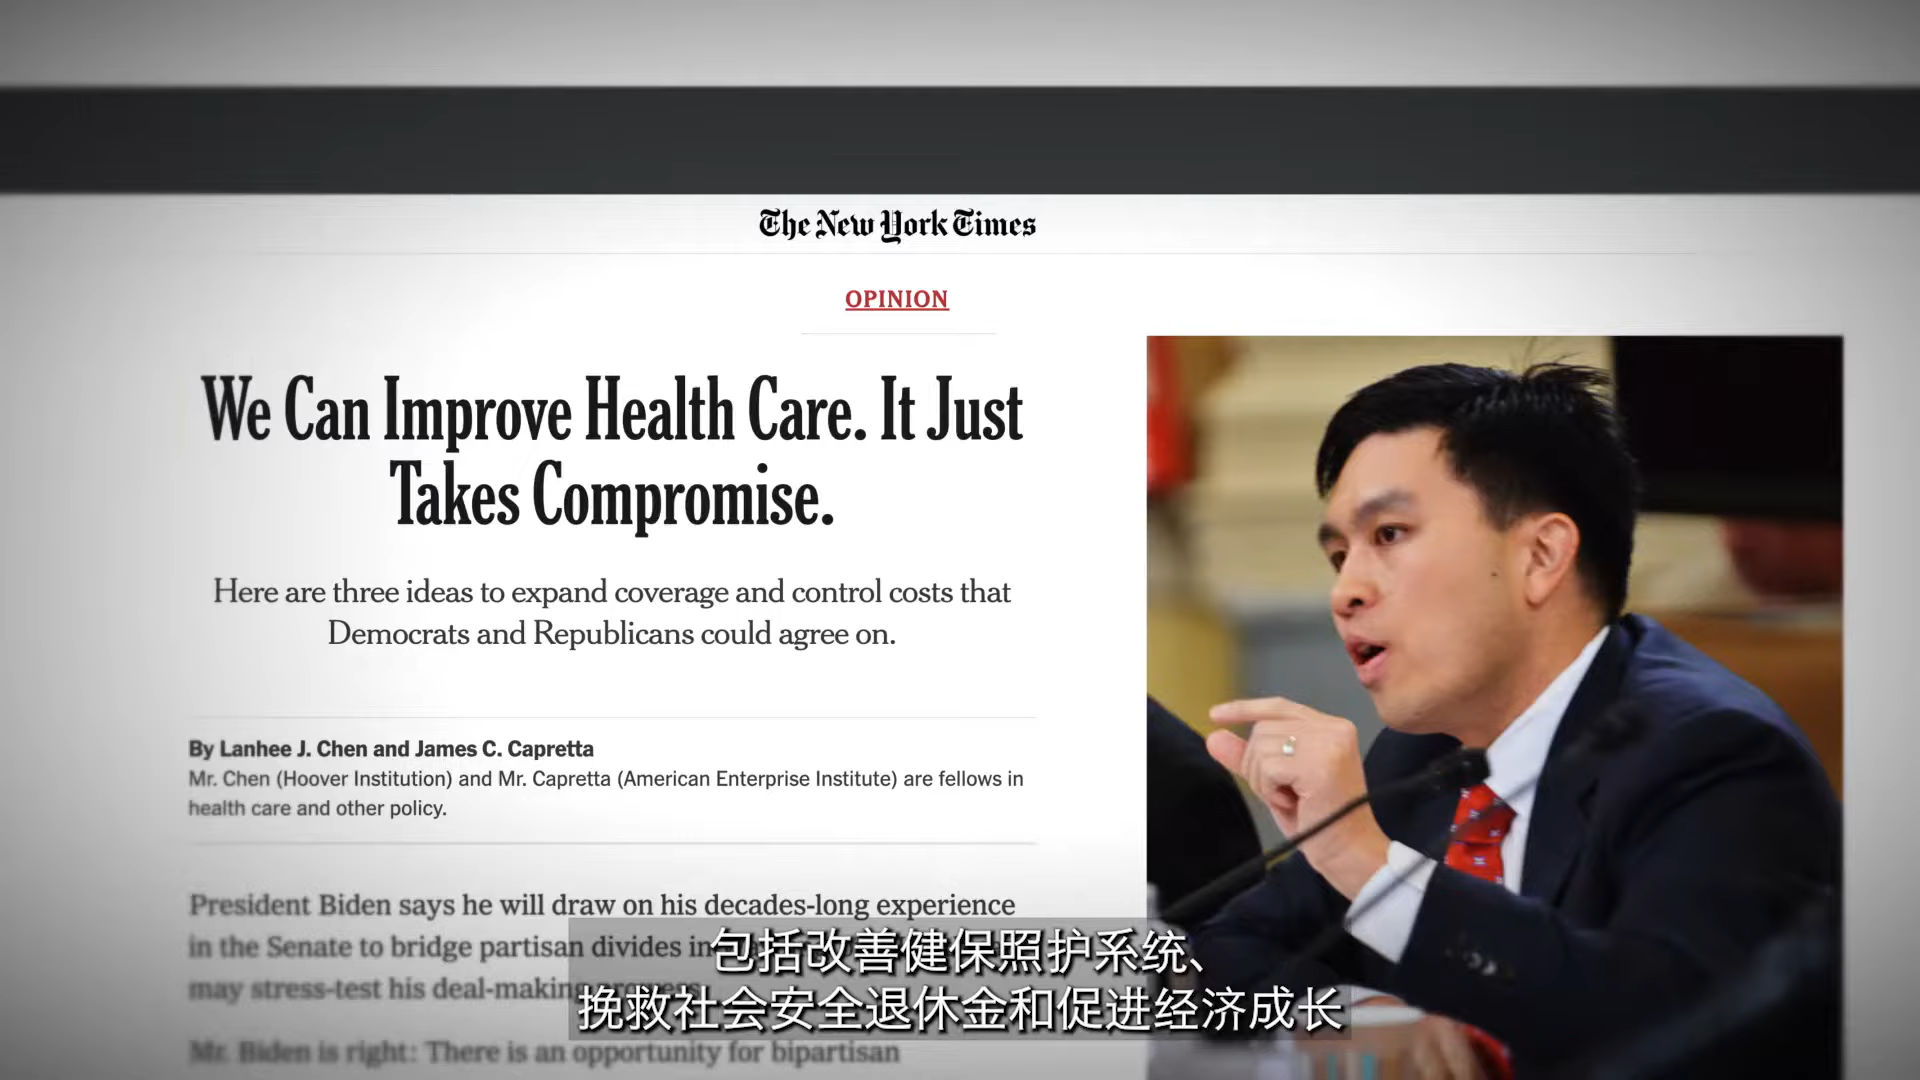 The New York Times
OPINION
We Can Improve Health Care. It Just
Takes Compromise.
Here are three ideas to expand coverage and control costs that
Democrats and Republicans could agree on.
By Lanhee J. Chen and James C. Capretta
Mr. Chen (Hoover Institution) and Mr. Capretta (American Enterprise Institute) are fellows in
health care and other policy.
President Biden says he will draw on his decades-long experience
in the Senate to bridge partisan divides in
may stress-test his deal-making
Mr. Biden is right: There is an opportunity for bipartisan
包括改善健保照护系统、
挽救社会安全退休金和促进经济成长